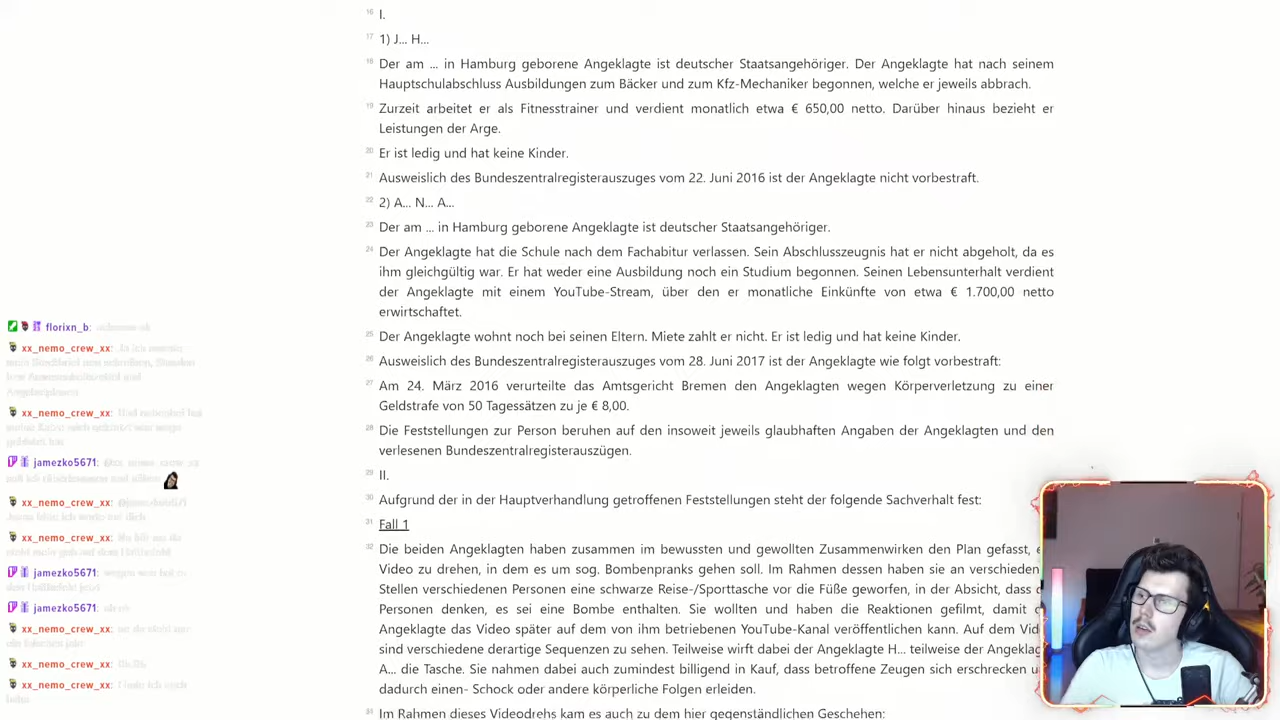 16 I.
17 1) J... H...
18 Der am ... in Hamburg geborene Angeklagte ist deutscher Staatsangehöriger. Der Angeklagte hat nach seinem
Hauptschulabschluss Ausbildungen zum Bäcker und zum Kfz-Mechaniker begonnen, welche er jeweils abbrach.
19 Zurzeit arbeitet er als Fitnesstrainer und verdient monatlich etwa € 650,00 netto. Darüber hinaus bezieht er
Leistungen der Arge.
20 Er ist ledig und hat keine Kinder.
21 Ausweislich des Bundeszentralregisterauszuges vom 22. Juni 2016 ist der Angeklagte nicht vorbestraft.
22 2) A... N... A...
23 Der am ... in Hamburg geborene Angeklagte ist deutscher Staatsangehöriger.
24 Der Angeklagte hat die Schule nach dem Fachabitur verlassen. Sein Abschlusszeugnis hat er nicht abgeholt, da es
ihm gleichgültig war. Er hat weder eine Ausbildung noch ein Studium begonnen. Seinen Lebensunterhalt verdient
der Angeklagte mit einem YouTube-Stream, über den er monatliche Einkünfte von etwa € 1.700,00 netto
erwirtschaftet.
25 Der Angeklagte wohnt noch bei seinen Eltern. Miete zahlt er nicht. Er ist ledig und hat keine Kinder.
26 Ausweislich des Bundeszentralregisterauszuges vom 28. Juni 2017 ist der Angeklagte wie folgt vorbestraft:
27 Am 24. März 2016 verurteilte das Amtsgericht Bremen den Angeklagten wegen Körperverletzung zu einer
Geldstrafe von 50 Tagessätzen zu je € 8,00.
28 Die Feststellungen zur Person beruhen auf den insoweit jeweils glaubhaften Angaben der Angeklagten und den
verlesenen Bundeszentralregisterauszügen.
29 II.
30 Aufgrund der in der Hauptverhandlung getroffenen Feststellungen steht der folgende Sachverhalt fest:
31 Fall 1
32 Die beiden Angeklagten haben zusammen im bewussten und gewollten Zusammenwirken den Plan gefasst,
Video zu drehen, in dem es um sog. Bombenpranks gehen soll. Im Rahmen dessen haben sie an verschieden
Stellen verschiedenen Personen eine schwarze Reise-/Sporttasche vor die Füße geworfen, in der Absicht, dass
Personen denken, es sei eine Bombe enthalten. Sie wollten und haben die Reaktionen gefilmt, damit
Angeklagte das Video später auf dem von ihm betriebenen YouTube-Kanal veröffentlichen kann. Auf dem Vid
sind verschiedene derartige Sequenzen zu sehen. Teilweise wirft dabei der Angeklagte H... teilweise der Angeklag
A... die Tasche. Sie nahmen dabei auch zumindest billigend in Kauf, dass betroffene Zeugen sich erschrecken u
dadurch einen- Schock oder andere körperliche Folgen erleiden.
34 Im Rahmen dieses Videodrehs kam es auch zu dem hier gegenständlichen Geschehen:
florixn_b:
xx_nemo_crew_xx:
xx_nemo_crew_xx:
jamezko5671:
xx_nemo_crew_xx:
xx_nemo_crew_xx:
jamezko5671:
jamezko5671:
xx_nemo_crew_xx:
xx_nemo_crew_xx:
xx_nemo_crew_xx: